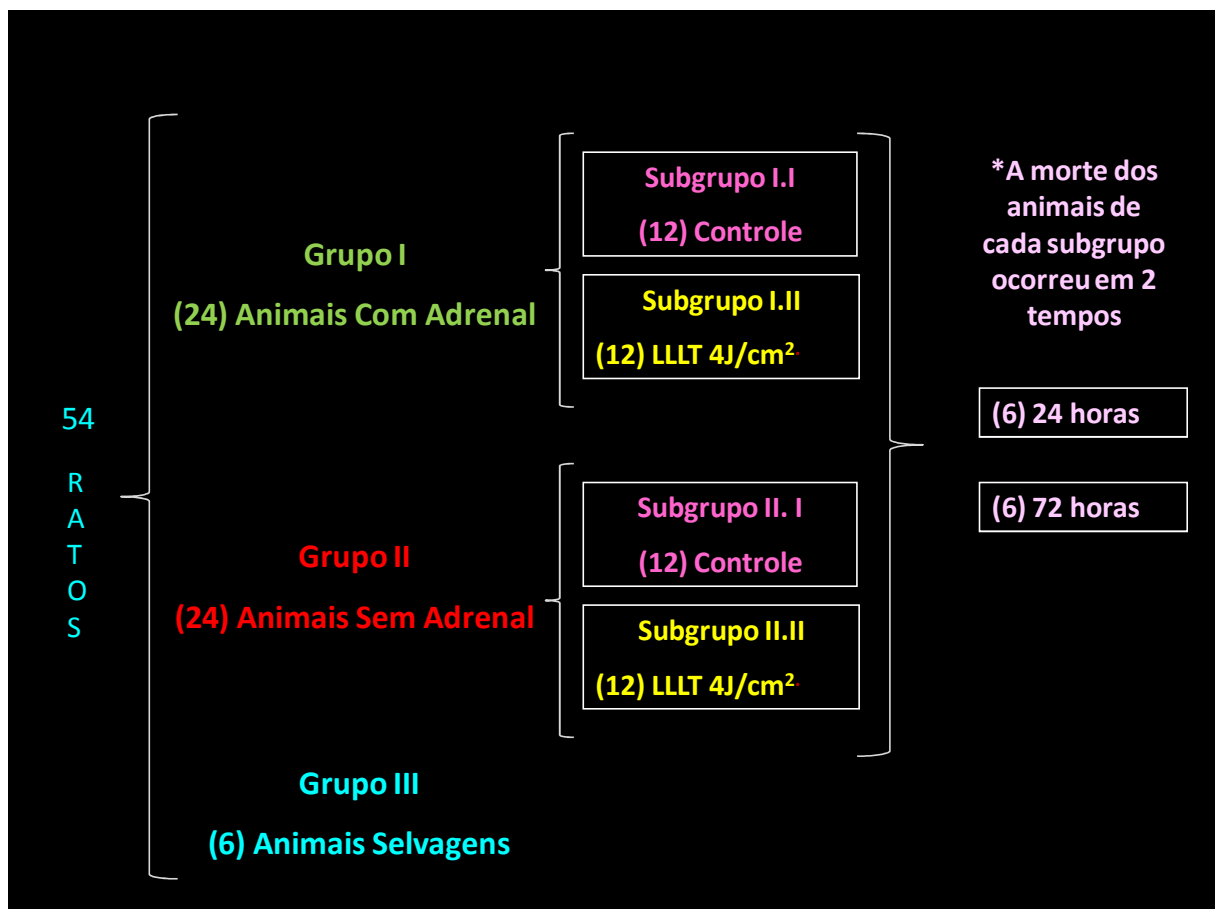 54
R
A
T
O
S
Grupo I
(24) Animais Com Adrenal
Subgrupo I.I
(12) Controle
Subgrupo I.II
(12) LLLT 4J/cm².
Grupo II
(24) Animais Sem Adrenal
Subgrupo II. I
(12) Controle
Subgrupo II.II
(12) LLLT 4J/cm².
Grupo III
(6) Animais Selvagens
*A morte dos
animais de
cada subgrupo
ocorreu em 2
tempos
(6) 24 horas
(6) 72 horas